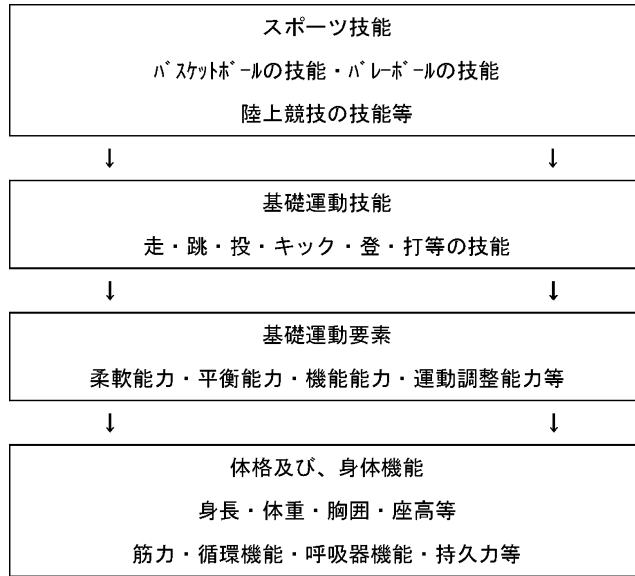 スポーツ技能
ﾊﾞｽｹｯﾄﾎﾞｰﾙの技能・ﾊﾞﾚｰﾎﾞｰﾙの技能
陸上競技の技能等
↓ ↓
基礎運動技能
走・跳・投・キック・登・打等の技能
↓ ↓
基礎運動要素
柔軟能力・平衡能力・機能能力・運動調整能力等
↓ ↓
体格及び、身体機能
身長・体重・胸囲・座高等
筋力・循環機能・呼吸器機能・持久力等